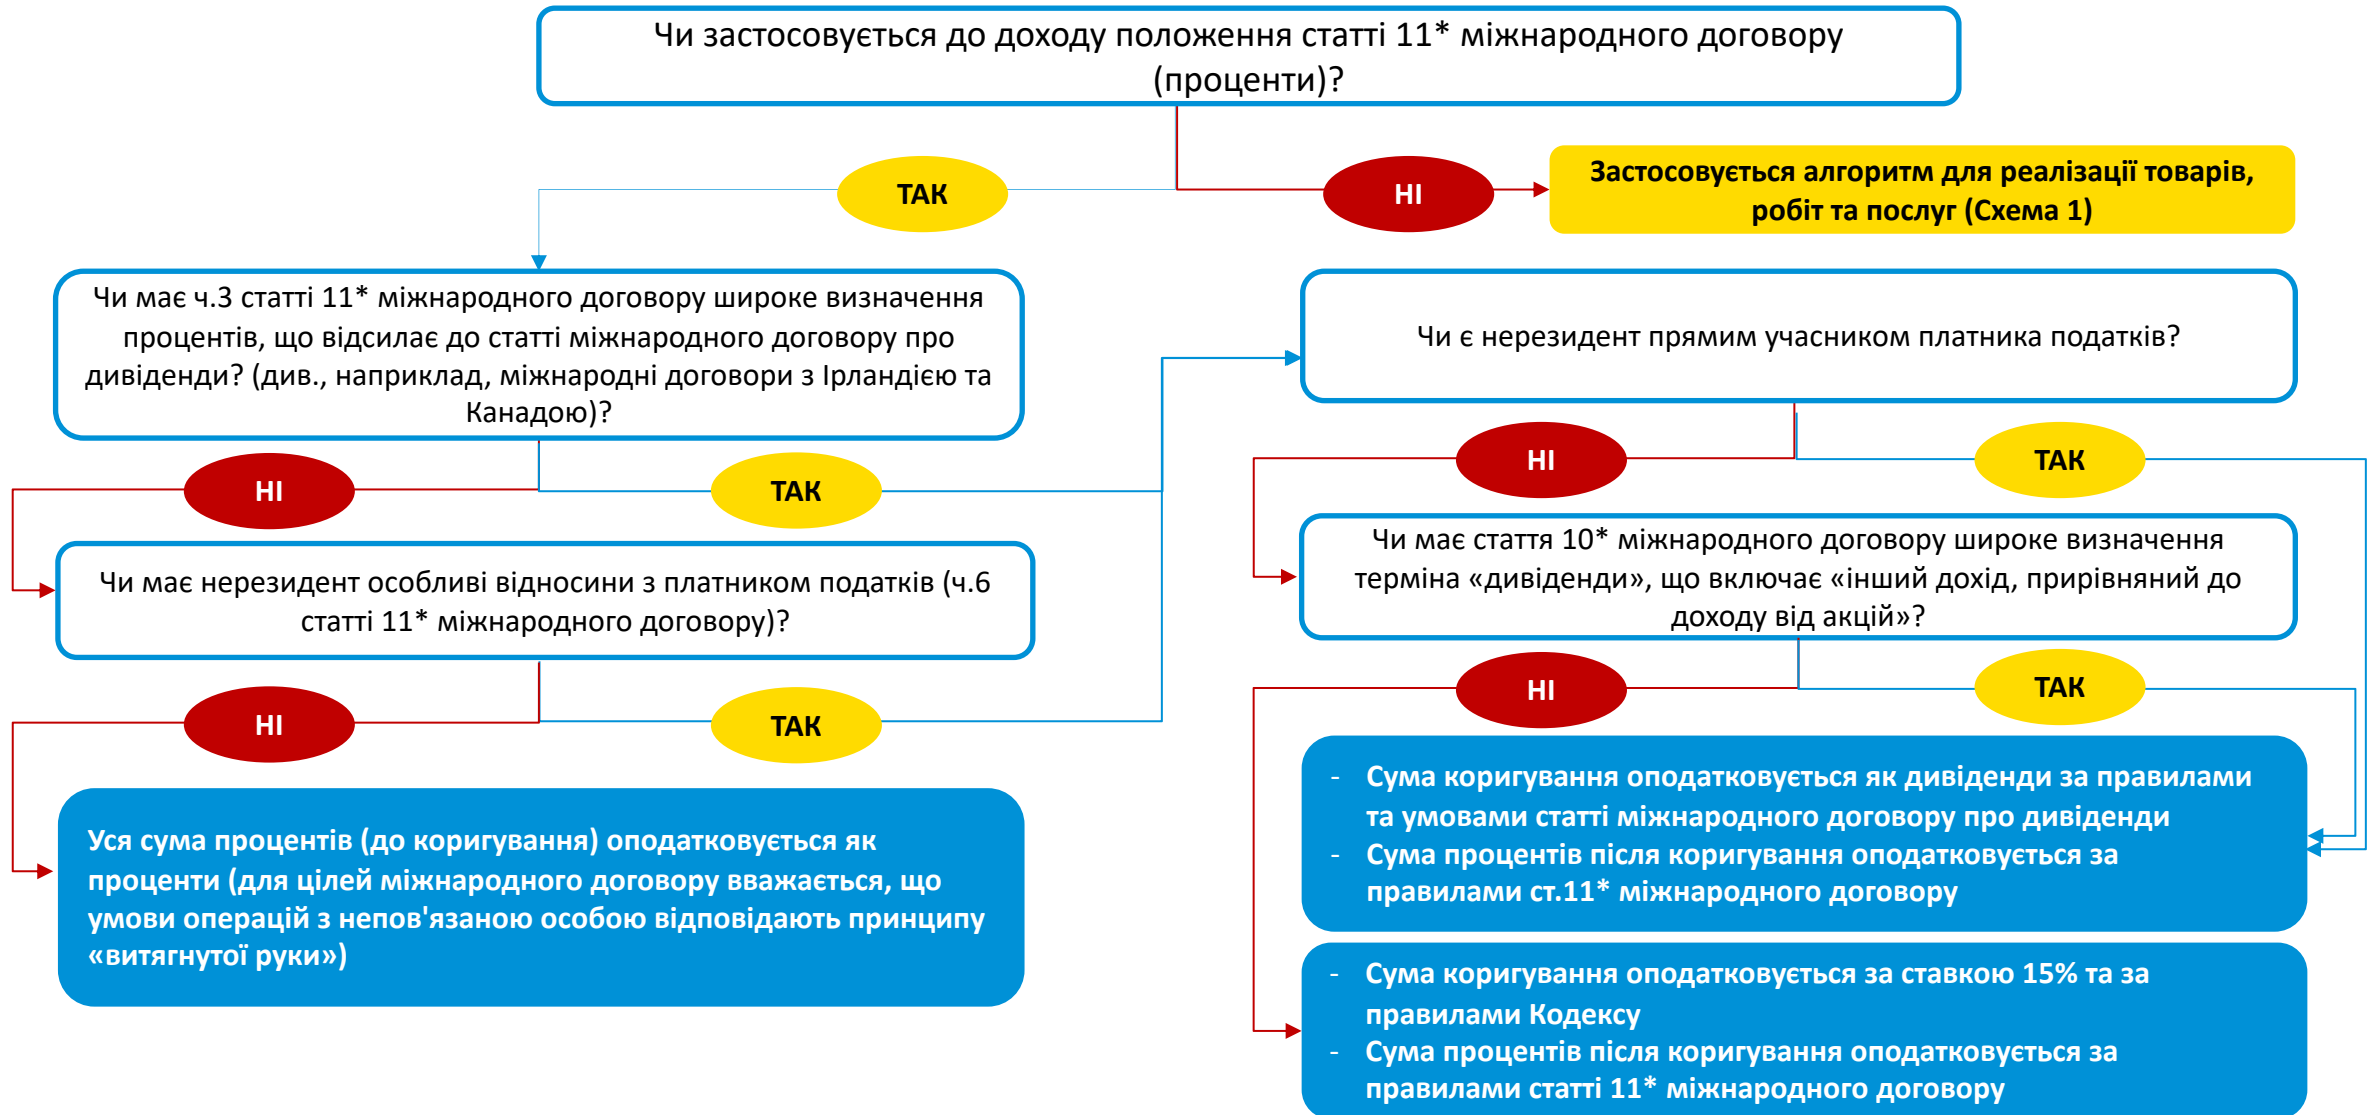 Чи застосовується до доходу положення статті 11* міжнародного договору
(проценти)?
ТАК
НІ
Застосовується алгоритм для реалізації товарів,
робіт та послуг (Схема 1)
Чи має ч.3 статті 11* міжнародного договору широке визначення
процентів, що відсилає до статті міжнародного договору про
дивіденди? (див., наприклад, міжнародні договори з Ірландією та
Канадою)?
Чи є нерезидент прямим учасником платника податків?
НІ
ТАК
НІ
ТАК
Чи має нерезидент особливі відносини з платником податків (ч.6
статті 11* міжнародного договору)?
Чи має стаття 10* міжнародного договору широке визначення
терміна «дивіденди», що включає «інший дохід, прирівняний до
доходу від акцій»?
НІ
ТАК
НІ
ТАК
Уся сума процентів (до коригування) оподатковується як
проценти (для цілей міжнародного договору вважається, що
умови операцій з непов'язаною особою відповідають принципу
«витягнутої руки»)
- Сума коригування оподатковується як дивіденди за правилами
та умовами статті міжнародного договору про дивіденди
- Сума процентів після коригування оподатковується за
правилами ст.11* міжнародного договору
- Сума коригування оподатковується за ставкою 15% та за
правилами Кодексу
- Сума процентів після коригування оподатковується за
правилами статті 11* міжнародного договору